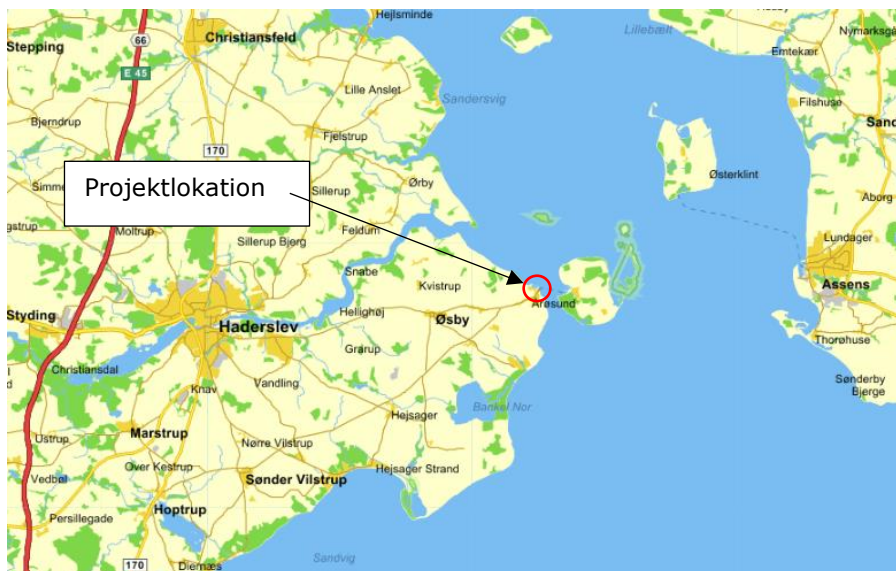 Hejlsminde
Lillebælt
Nymarksgå
66
Christiansfeld
Stepping
Emtekær
E 45
Lille Anslet
Sandersvig
Filshuse
Bjerndrup
Fjelstrup
Sand
170
Projektlokation
Simme
Sillerup
Ørby
Østerklint
Aborg
gstrup
Moltrup
Sillerup Bjerg
Feldum
Lundager
Snabe
Kvistrup
Assens
Årøsund
Styding
Haderslev
Hellighøj
Øsby
Thorøhuse
Christiansdal
Grarup
Vandling
Knav
Sønderby
Bjerge
Hejsager
Bankel Nor.
Marstrup
Ustrup
Nørre Vilstrup
Over Kestrup
Hejsager Strand
Vedbøl
Sønder Vilstrup
Hoptrup
Persillegade
Sandvig
170
Diernæs